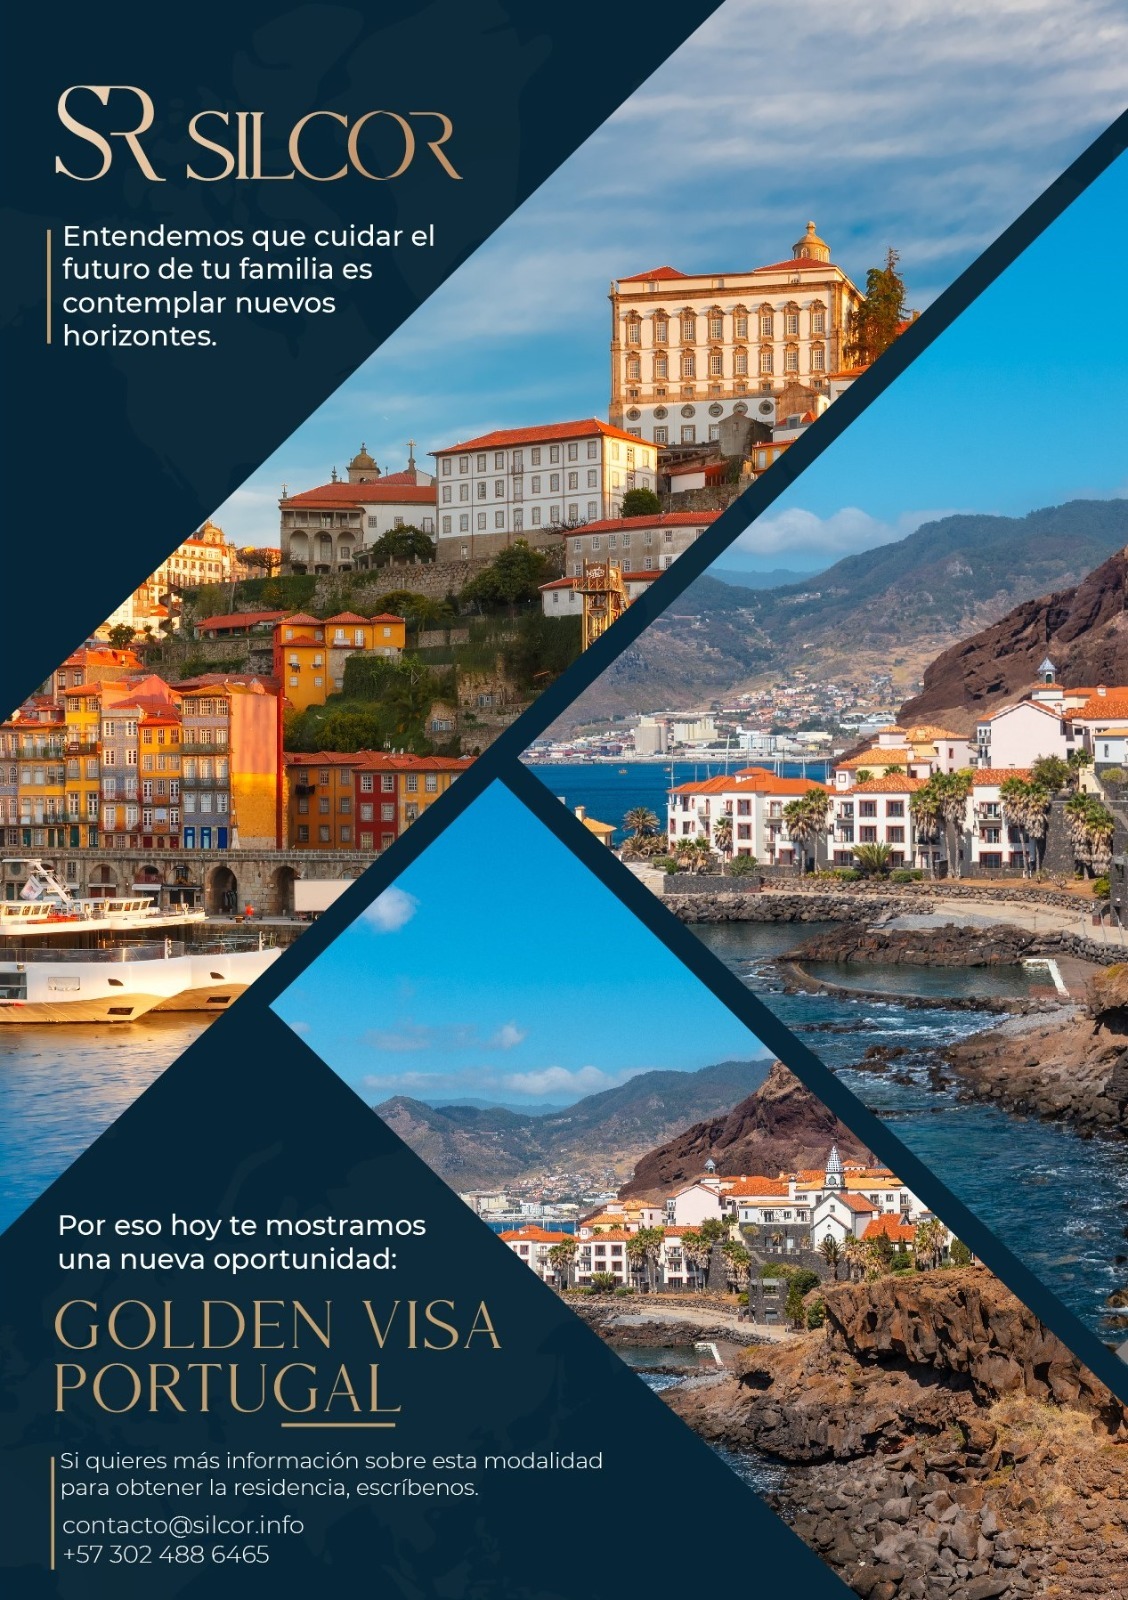 SR SILCOR
Entendemos que cuidar el
futuro de tu familia es
contemplar nuevos
horizontes.
Por eso hoy te mostramos
una nueva oportunidad:
GOLDEN VISA
PORTUGAL
Si quieres más información sobre esta modalidad
para obtener la residencia, escríbenos.
contacto@silcor.info
+57 302 488 6465